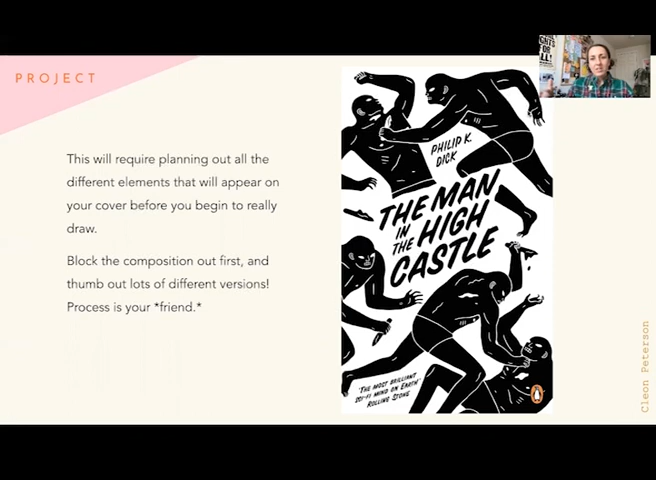 PROJECT
This will require planning out all the
different elements that will appear on
your cover before you begin to really
draw.
Block the composition out first, and
thumb out lots of different versions!
Process is your *friend.*
PHILIP K.
DICK
THE MAN
IN
THE HIGH
CASTLE
'THE MOST BRILLIANT
SCI-FI MIND ON EARTH'
ROLLING STONE
Cleon Peterson
GHTS
FOR
ALL!